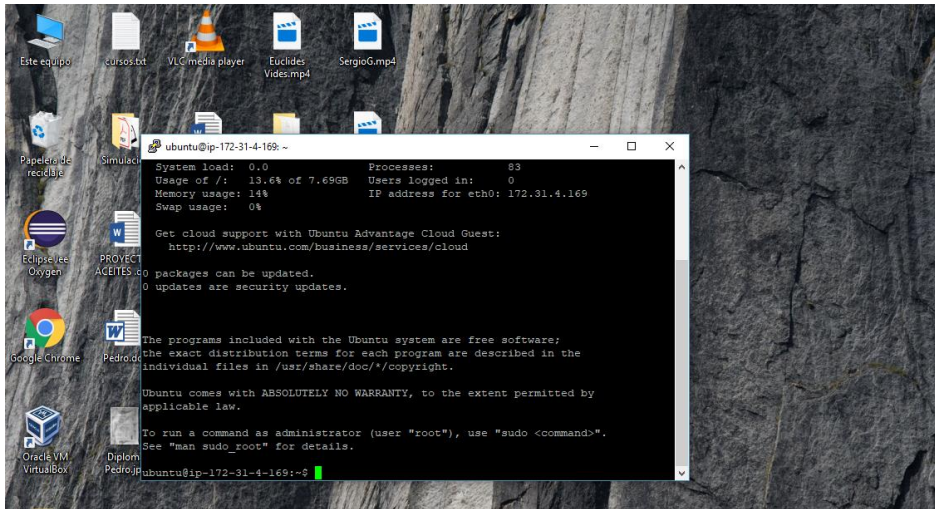 Este equipo
cursos.txt
VLC media player
Euclides
Vides.mp4
SergioG.mp4
Papelera de
reciclaje
Simulaci
Eclipse Jee
Oxygen
PROYECT
ACEITES .d
Google Chrome
Pedro.do
Oracle VM
VirtualBox
Diplom
Pedro.jp
ubuntu@ip-172-31-4-169: ~
System load:  0.0                Processes:           83
Usage of /:   13.6% of 7.69GB   Users logged in:     0
Memory usage: 14%                IP address for eth0: 172.31.4.169
Swap usage:   0%
Get cloud support with Ubuntu Advantage Cloud Guest:
http://www.ubuntu.com/business/services/cloud
0 packages can be updated.
0 updates are security updates.
The programs included with the Ubuntu system are free software;
the exact distribution terms for each program are described in the
individual files in /usr/share/doc/*/copyright.
Ubuntu comes with ABSOLUTELY NO WARRANTY, to the extent permitted by
applicable law.
To run a command as administrator (user "root"), use "sudo <command>".
See "man sudo_root" for details.
ubuntu@ip-172-31-4-169:~$